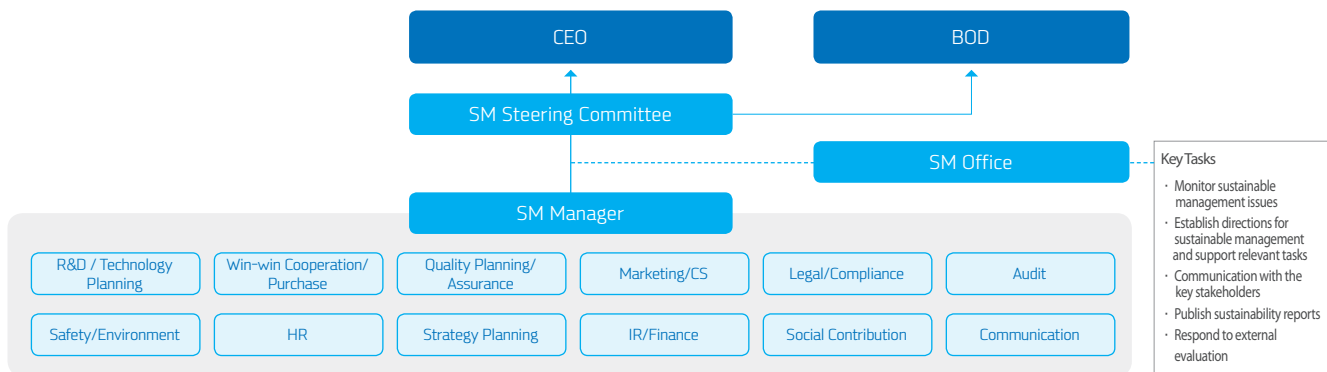 CEO
BOD
SM Steering Committee
SM Office
SM Manager
R&D / Technology
Planning
Win-win Cooperation/
Purchase
Quality Planning/
Assurance
Marketing/CS
Legal/Compliance
Audit
Safety/Environment
HR
Strategy Planning
IR/Finance
Social Contribution
Communication
Key Tasks
· Monitor sustainable
management issues
· Establish directions for
sustainable management
and support relevant tasks
· Communication with the
key stakeholders
· Publish sustainability reports
· Respond to external
evaluation